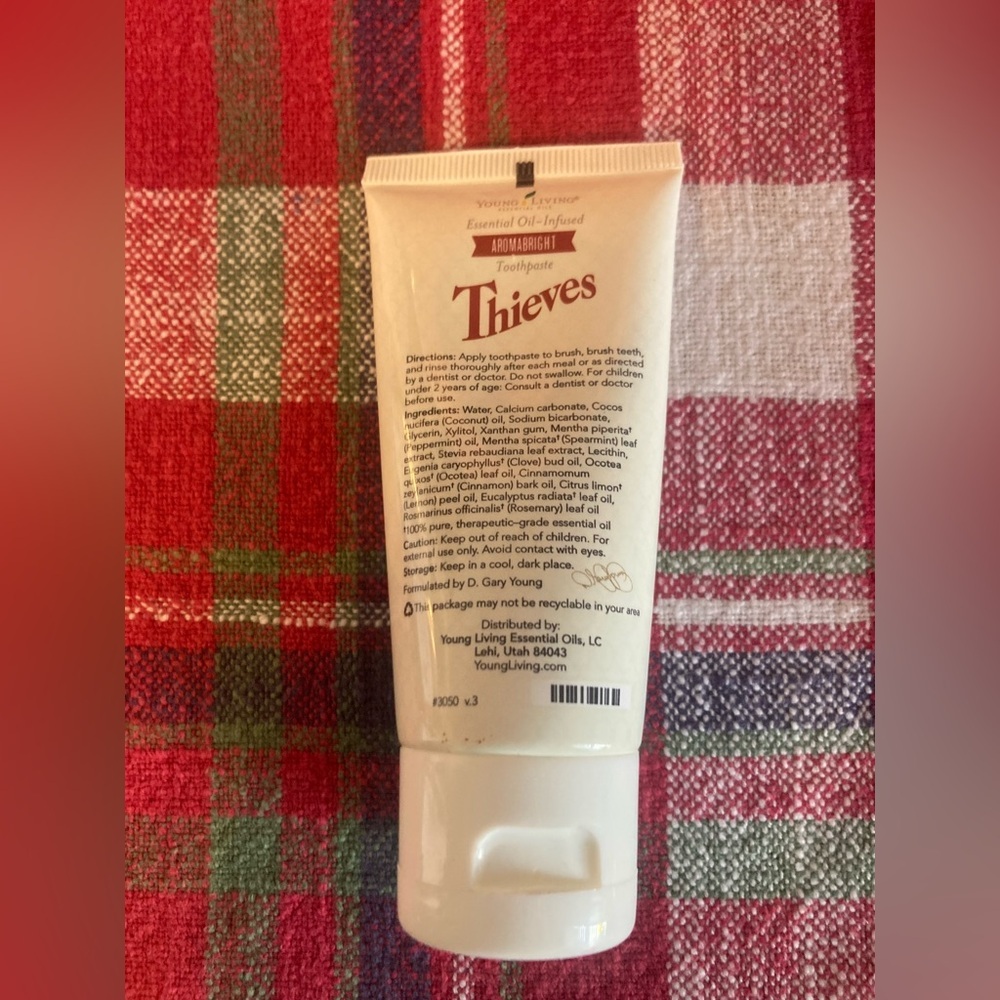 YOUNG LIVING®
ESSENTIAL OILS
Essential Oil–Infused
AROMABRIGHT
Toothpaste
Thieves
Directions: Apply toothpaste to brush, brush teeth,
and rinse thoroughly after each meal or as directed
by a dentist or doctor. Do not swallow. For children
under 2 years of age: Consult a dentist or doctor
before use.
Ingredients: Water, Calcium carbonate, Cocos
nucifera (Coconut) oil, Sodium bicarbonate,
Glycerin, Xylitol, Xanthan gum, Mentha piperita†
(Peppermint) oil, Mentha spicata† (Spearmint) leaf
extract, Stevia rebaudiana leaf extract, Lecithin,
Eugenia caryophyllus† (Clove) bud oil, Ocotea
quixos† (Ocotea) leaf oil, Cinnamomum
zeylanicum† (Cinnamon) bark oil, Citrus limon†
(Lemon) peel oil, Eucalyptus radiata† leaf oil,
Rosmarinus officinalis† (Rosemary) leaf oil
†100% pure, therapeutic–grade essential oil
Caution: Keep out of reach of children. For
external use only. Avoid contact with eyes.
Storage: Keep in a cool, dark place.
Formulated by D. Gary Young
This package may not be recyclable in your area
Distributed by:
Young Living Essential Oils, LC
Lehi, Utah 84043
YoungLiving.com
#3050 v.3